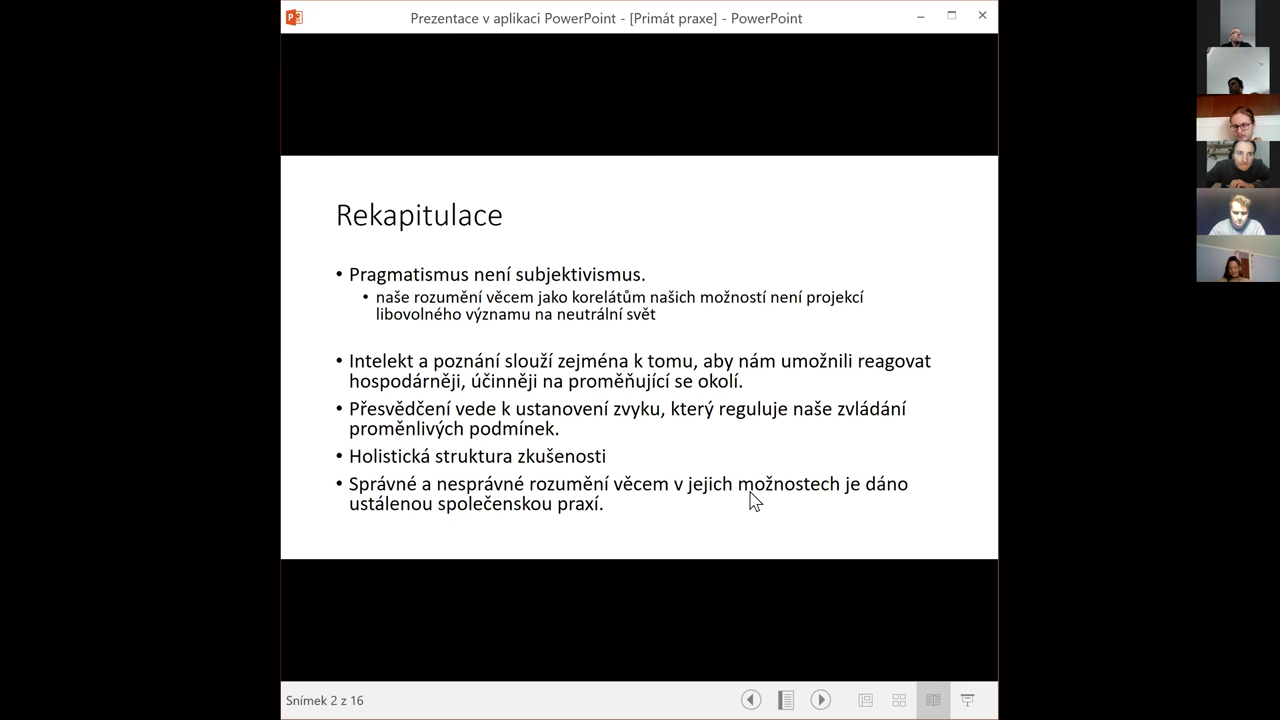 Prezentace v aplikaci PowerPoint - [Primát praxe] - PowerPoint
Rekapitulace
• Pragmatismus není subjektivismus.
• naše rozumění věcem jako korelátům našich možností není projekcí
libovolného významu na neutrální svět
• Intelekt a poznání slouží zejména k tomu, aby nám umožnili reagovat
hospodárněji, účinněji na proměňující se okolí.
• Přesvědčení vede k ustanovení zvyku, který reguluje naše zvládání
proměnlivých podmínek.
• Holistická struktura zkušenosti
• Správné a nesprávné rozumění věcem v jejich možnostech je dáno
ustálenou společenskou praxí.
Snímek 2 z 16